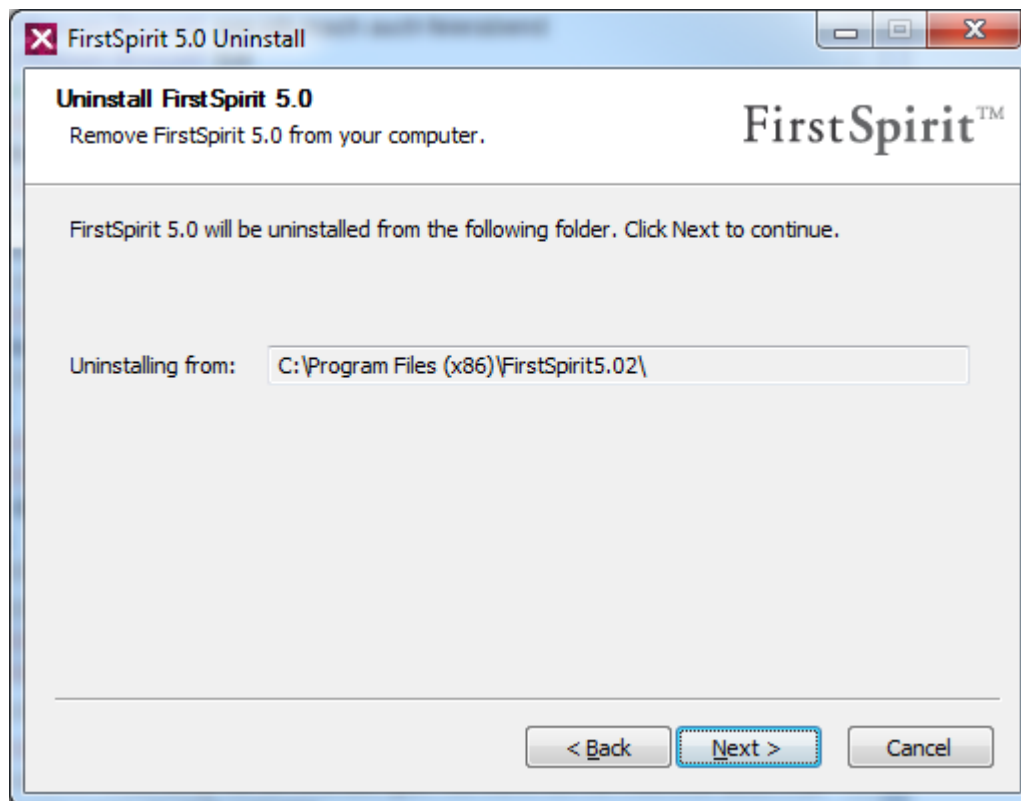 FirstSpirit 5.0 Uninstall
Uninstall FirstSpirit 5.0
Remove FirstSpirit 5.0 from your computer.
FirstSpirit™
FirstSpirit 5.0 will be uninstalled from the following folder. Click Next to continue.
Uninstalling from: C:\Program Files (x86)\FirstSpirit5.02\
< Back Next > Cancel